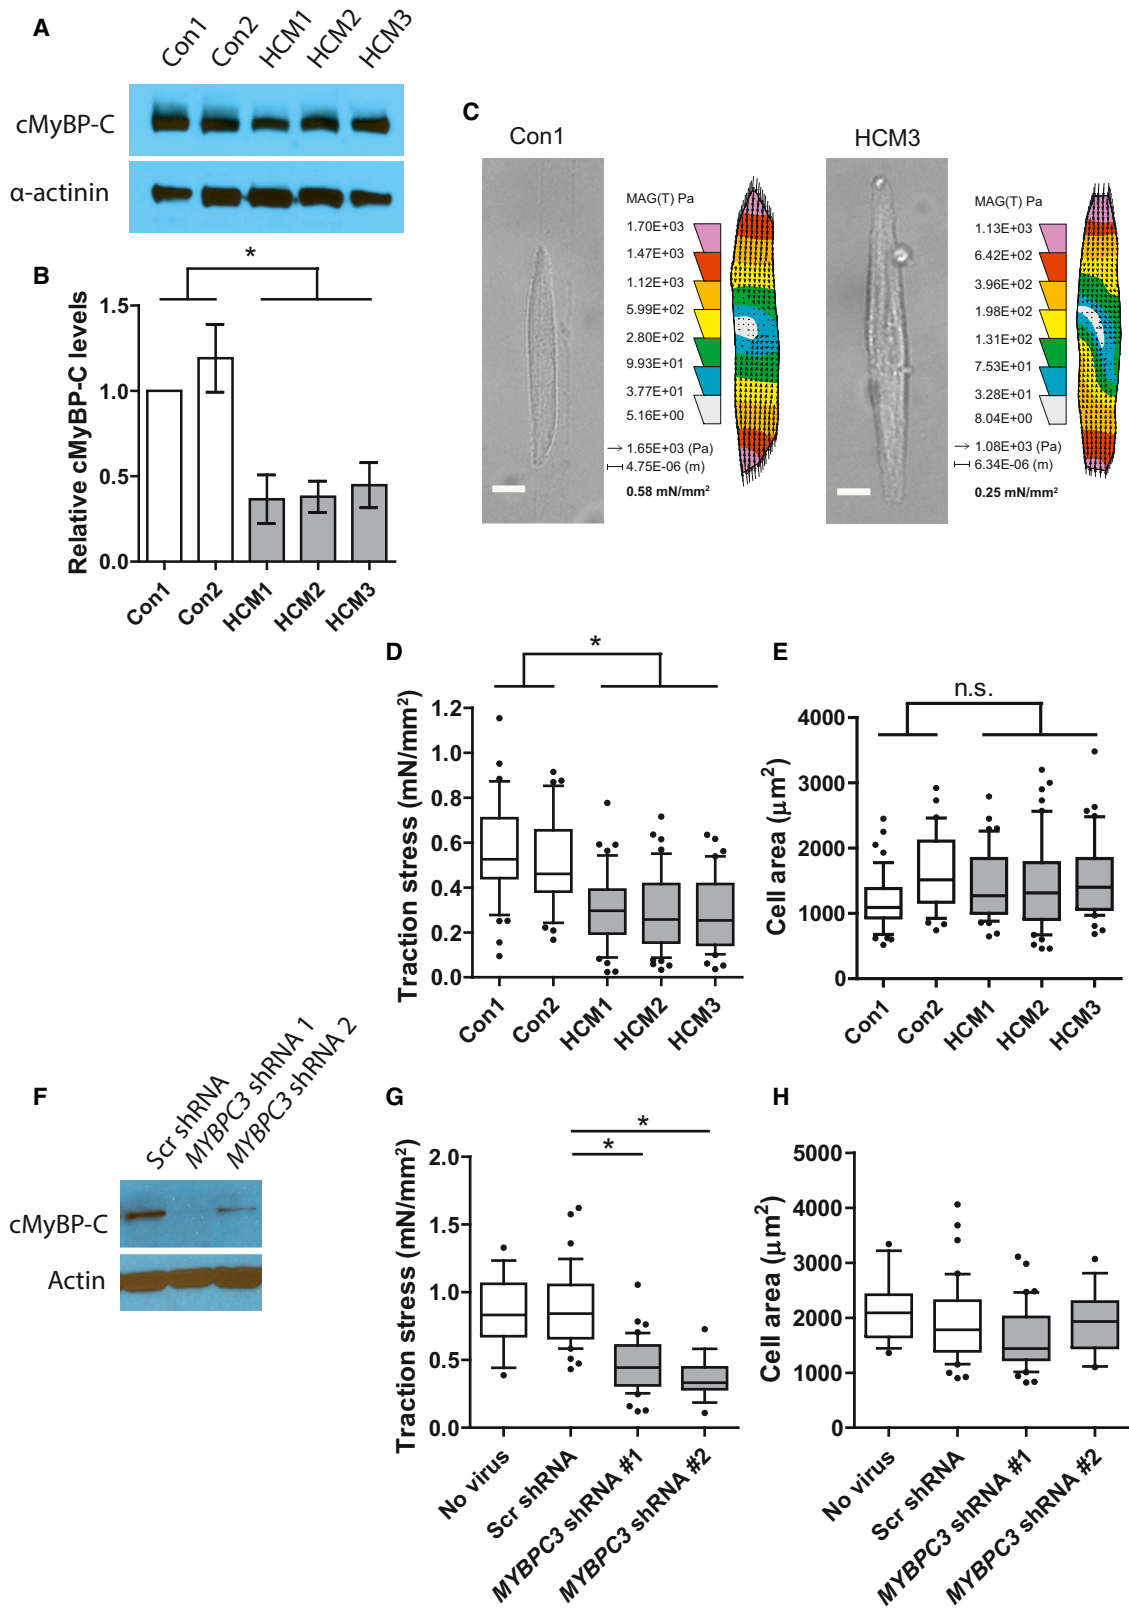 A
Con1
Con2
HCM1
HCM2
HCM3
cMyBP-C
α-actinin
B
*
Relative cMyBP-C levels
1.5
1.0
0.5
0.0
Con1
Con2
HCM1
HCM2
HCM3
C
Con1
MAG(T) Pa
1.70E+03
1.47E+03
1.12E+03
5.99E+02
2.80E+02
9.93E+01
3.77E+01
5.16E+00
1.65E+03 (Pa)
4.75E-06 (m)
0.58 mN/mm²
HCM3
MAG(T) Pa
1.13E+03
6.42E+02
3.96E+02
1.98E+02
1.31E+02
7.53E+01
3.28E+01
8.04E+00
1.08E+03 (Pa)
6.34E-06 (m)
0.25 mN/mm²
D
*
Traction stress (mN/mm²)
1.2
1.0
0.8
0.6
0.4
0.2
0.0
Con1
Con2
HCM1
HCM2
HCM3
E
n.s.
Cell area (μm²)
4000
3000
2000
1000
0
Con1
Con2
HCM1
HCM2
HCM3
F
Scr shRNA
MYBPC3 shRNA 1
MYBPC3 shRNA 2
cMyBP-C
Actin
G
*
*
Traction stress (mN/mm²)
2.0
1.5
1.0
0.5
0.0
No virus
Scr shRNA
MYBPC3 shRNA #1
MYBPC3 shRNA #2
H
Cell area (μm²)
5000
4000
3000
2000
1000
0
No virus
Scr shRNA
MYBPC3 shRNA #1
MYBPC3 shRNA #2